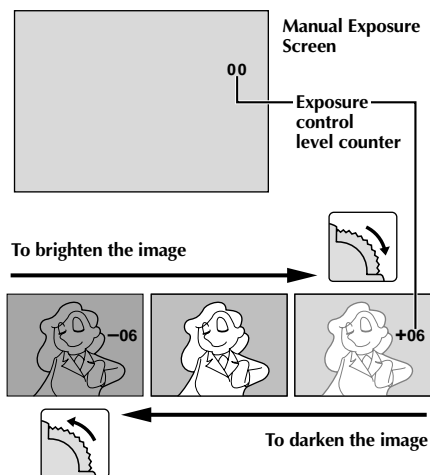 Manual Exposure
Screen
00
Exposure
control
level counter
To brighten the image
–06
+06
To darken the image